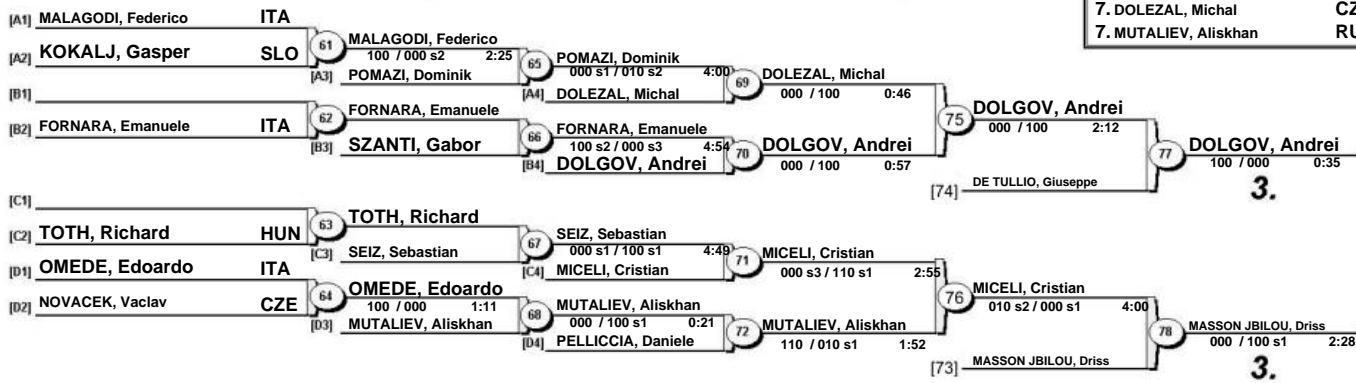 7. DOLEZAL, Michal CZ
7. MUTALIEV, Aliskhan RU
[A1] MALAGODI, Federico ITA
[A2] KOKALJ, Gasper SLO
61
MALAGODI, Federico
100 / 000 s2 2:25
[A3] POMAZI, Dominik
65
POMAZI, Dominik
000 s1 / 010 s2 4:00
[A4] DOLEZAL, Michal
69
DOLEZAL, Michal
000 / 100 0:46
[B1]
[B2] FORNARA, Emanuele ITA
62
FORNARA, Emanuele
[B3] SZANTI, Gabor
66
FORNARA, Emanuele
100 s2 / 000 s3 4:54
[B4] DOLGOV, Andrei
70
DOLGOV, Andrei
000 / 100 0:57
75
DOLGOV, Andrei
000 / 100 2:12
[74] DE TULLIO, Giuseppe
77
DOLGOV, Andrei
100 / 000 0:35
3.
[C1]
[C2] TOTH, Richard HUN
63
TOTH, Richard
[C3] SEIZ, Sebastian
67
SEIZ, Sebastian
000 s1 / 100 s1 4:49
[C4] MICELI, Cristian
71
MICELI, Cristian
000 s3 / 110 s1 2:55
[D1] OMEDE, Edoardo ITA
[D2] NOVACEK, Vaclav CZE
64
OMEDE, Edoardo
100 / 000 1:11
[D3] MUTALIEV, Aliskhan
68
MUTALIEV, Aliskhan
000 / 100 s1 0:21
[D4] PELLICCIA, Daniele
72
MUTALIEV, Aliskhan
110 / 010 s1 1:52
76
MICELI, Cristian
010 s2 / 000 s1 4:00
[73] MASSON JBILOU, Driss
78
MASSON JBILOU, Driss
000 / 100 s1 2:28
3.